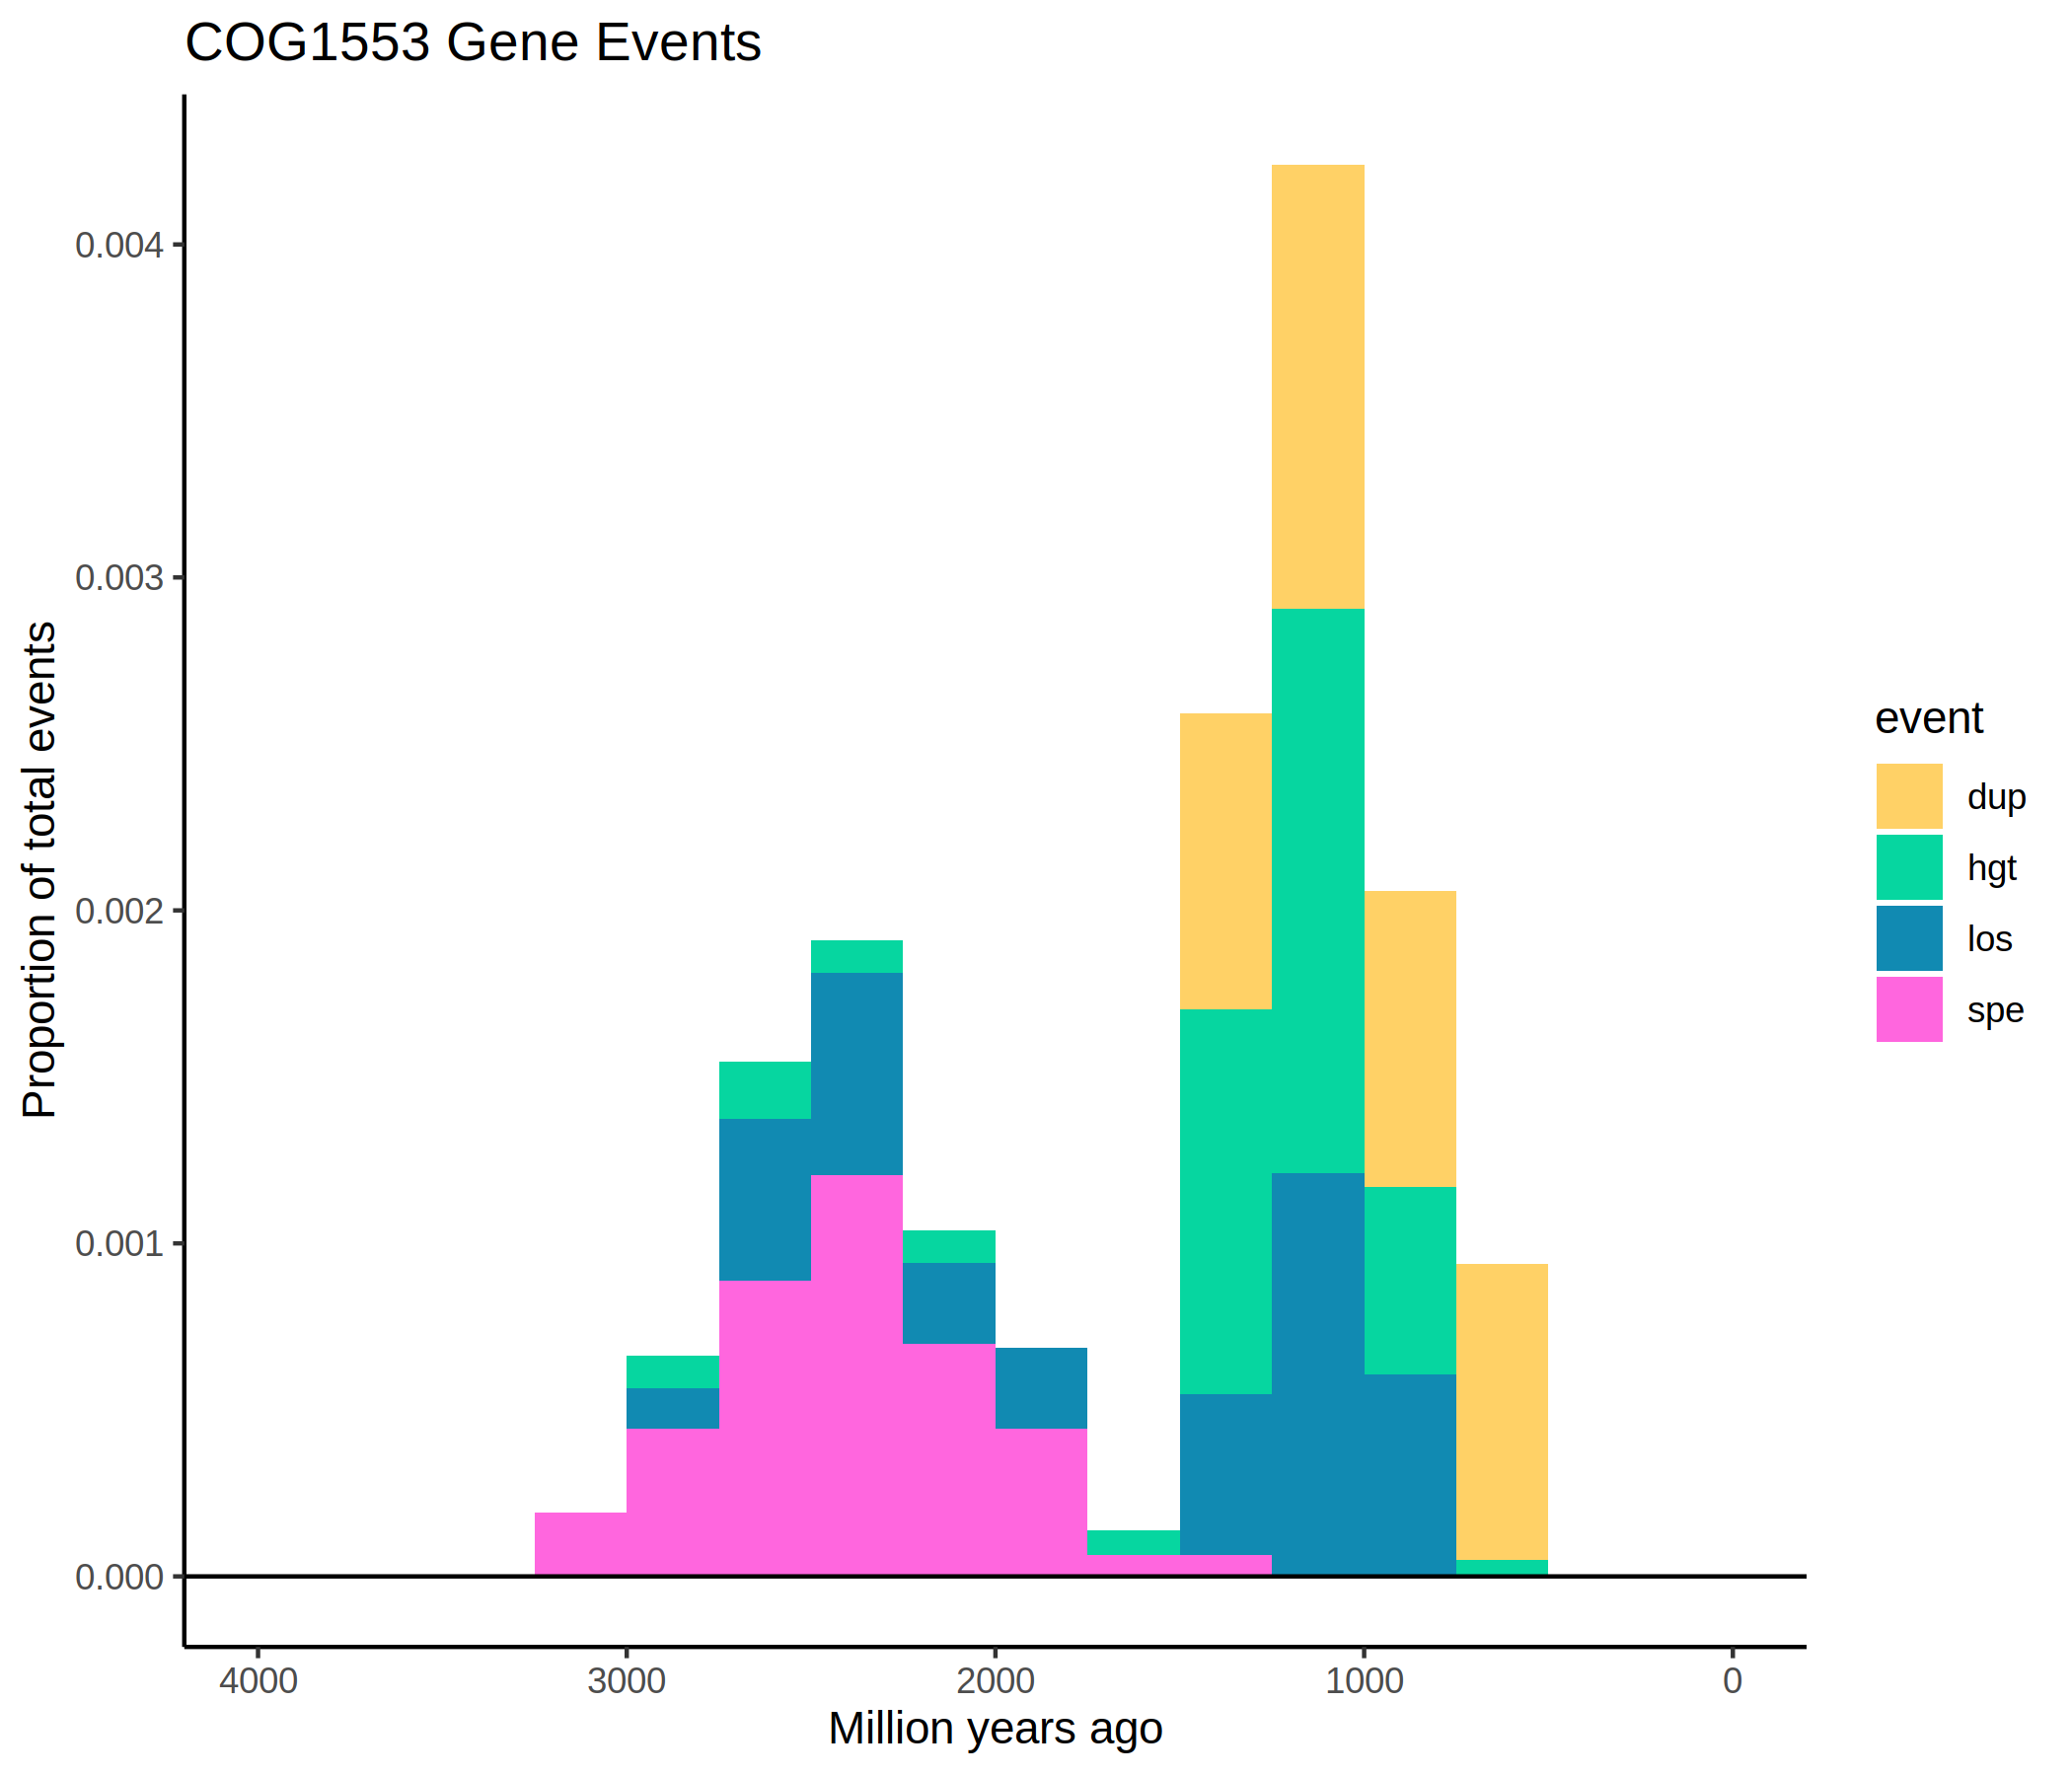 COG1553 Gene Events
Proportion of total events
0.004
0.003
0.002
0.001
0.000
4000 3000 2000 1000 0
Million years ago
event
dup
hgt
los
spe